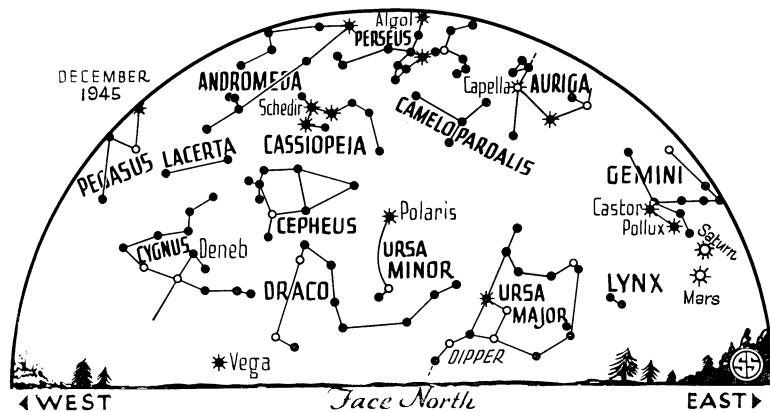 Algol
PERSEUS
DECEMBER
1945
ANDROMEDA
Capella
AURIGA
Schedir
CAMELOPARDALIS
CASSIOPEIA
PEGASUS
LACERTA
GEMINI
CEPHEUS
Polaris
Castor
Pollux
Saturn
CYGNUS
Deneb
URSA
MINOR
DRACO
URSA
MAJOR
LYNX
Mars
DIPPER
Vega
SS
WEST
Face North
EAST